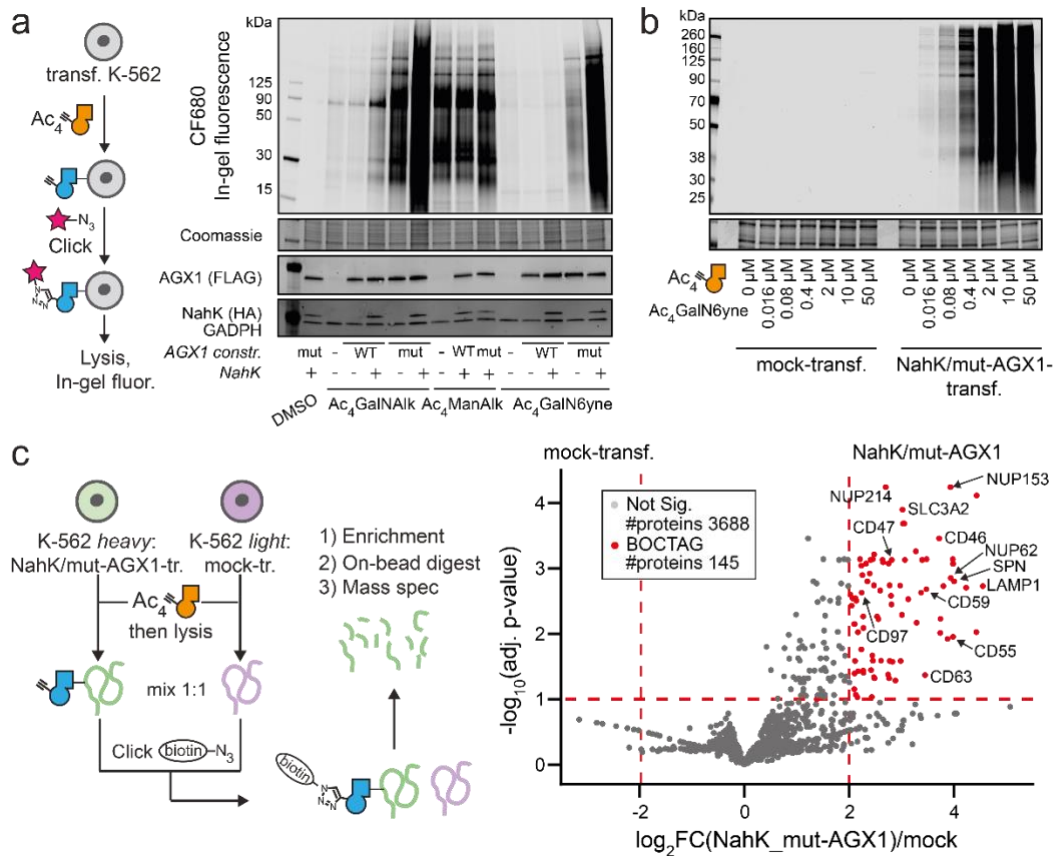 a
transf. K-562
Ac4
N3
Click
N N N
Lysis,
In-gel fluor.
CF680
In-gel fluorescence
kDa
125
90
50
30
15
Coomassie
AGX1 (FLAG)
NahK (HA)
GADPH
AGX1 constr. mut - WT mut - WT mut - WT mut
NahK + - - + - + - + + - - + - +
DMSO Ac4GalNAlk Ac4ManAlk Ac4GalN6yne
b
kDa
260
160
125
90
70
50
38
30
25
Ac4
Ac4GalN6yne
0 µM 0.016 µM 0.08 µM 0.4 µM 2 µM 10 µM 50 µM 0 µM 0.016 µM 0.08 µM 0.4 µM 2 µM 10 µM 50 µM
mock-transf. NahK/mut-AGX1-
transf.
c
K-562 heavy: K-562 light:
NahK/mut-AGX1-tr. mock-tr.
Ac4
then lysis
mix 1:1
Click biotin-N3
1) Enrichment
2) On-bead digest
3) Mass spec
biotin
N N N
mock-transf. NahK/mut-AGX1
Not Sig.
#proteins 3688
BOCTAG
#proteins 145
NUP153
NUP214
SLC3A2
CD47
CD46
NUP62
SPN
LAMP1
CD59
CD97
CD55
CD63
-log10(adj. p-value)
4
3
2
1
0
-2 0 2 4
log2FC(NahK_mut-AGX1)/mock